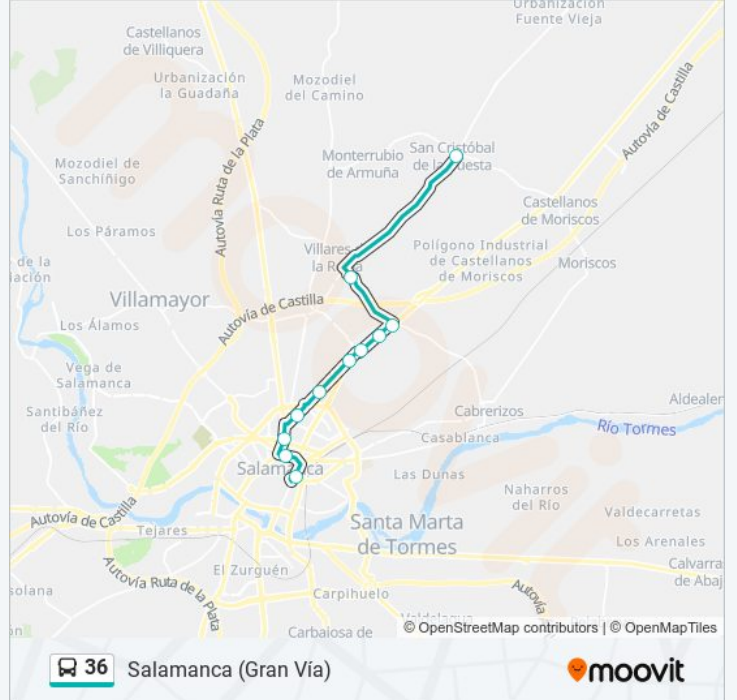 Urbanización
Fuente Vieja
Castellanos
de Villiquera
Urbanización
la Guadaña
Mozodiel
del Camino
Autovía de Castilla
San Cristóbal
de la Cuesta
Monterrubio
de Armuña
Mozodiel de
Sanchíñigo
Autovía Ruta de la Plata
Castellanos
de Moriscos
Los Páramos
Villares de
la Reina
Polígono Industrial
de Castellanos
de Moriscos
Moriscos
de la
iación
Villamayor
Autovía de Castilla
Los Álamos
Vega de
Salamanca
Santibáñez
del Río
Cabrerizos
Aldealer
Río Tormes
Casablanca
Salamanca
Las Dunas
Naharros
del Río
Autovía de Castilla
Tejares
Santa Marta
de Tormes
Valdecarretas
Los Arenales
El Zurguén
Autovía Ruta de la Plata
Calvarra
de Abaj
solana
Carpihuelo
Autovía
Carbajosa de
© OpenStreetMap contributors | © OpenMapTiles
36 Salamanca (Gran Vía)
moovit